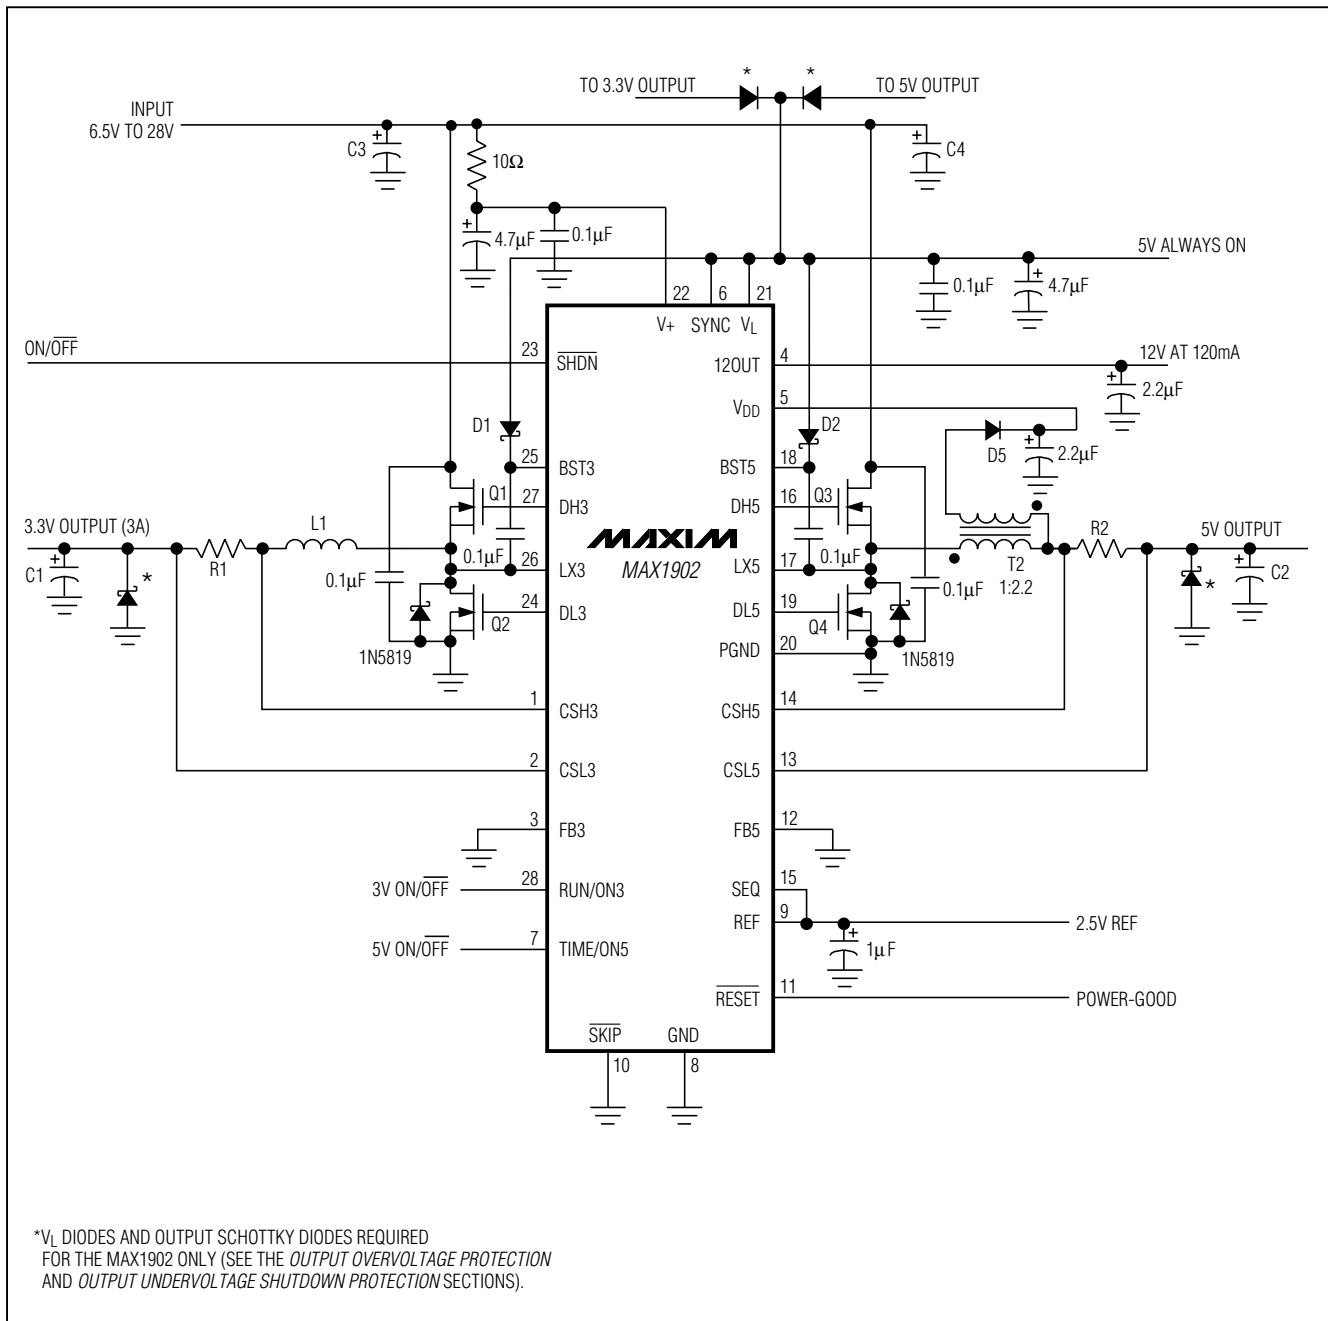 *
*
TO 3.3V OUTPUT
TO 5V OUTPUT
INPUT
6.5V TO 28V
+
C3
10Ω
+
C4
+
4.7µF
0.1µF
5V ALWAYS ON
0.1µF
+
4.7µF
22
6
21
V+
SYNC
VL
ON/OFF
23
SHDN
12OUT
4
12V AT 120mA
+
2.2µF
VDD
5
D1
D2
D5
+
2.2µF
25
BST3
BST5
18
Q1
27
DH3
DH5
16
Q3
3.3V OUTPUT (3A)
L1
R1
+
C1
*
0.1µF
0.1µF
26
LX3
MAXIM
MAX1902
LX5
17
0.1µF
0.1µF
T2
1:2.2
R2
5V OUTPUT
*
+
C2
Q2
24
DL3
DL5
19
Q4
1N5819
PGND
20
1N5819
1
CSH3
CSH5
14
2
CSL3
CSL5
13
3
FB3
FB5
12
3V ON/OFF
28
RUN/ON3
SEQ
15
REF
9
2.5V REF
+
1µF
5V ON/OFF
7
TIME/ON5
RESET
11
POWER-GOOD
SKIP
GND
10
8
*VL DIODES AND OUTPUT SCHOTTKY DIODES REQUIRED
FOR THE MAX1902 ONLY (SEE THE OUTPUT OVERVOLTAGE PROTECTION
AND OUTPUT UNDERVOLTAGE SHUTDOWN PROTECTION SECTIONS).